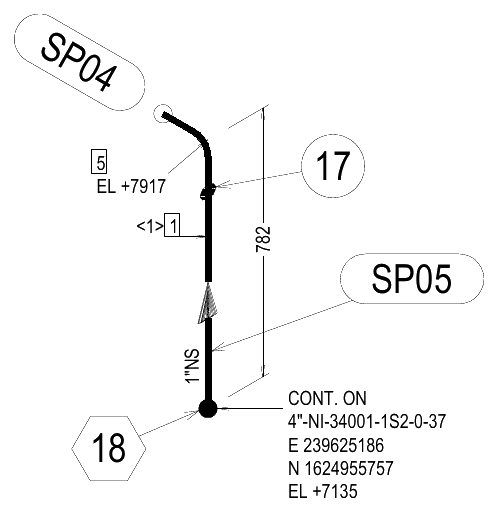 SP04
5
EL +7917
17
<1> 1
782
SP05
1"NS
CONT. ON
4"-NI-34001-1S2-0-37
E 239625186
N 1624955757
EL +7135
18